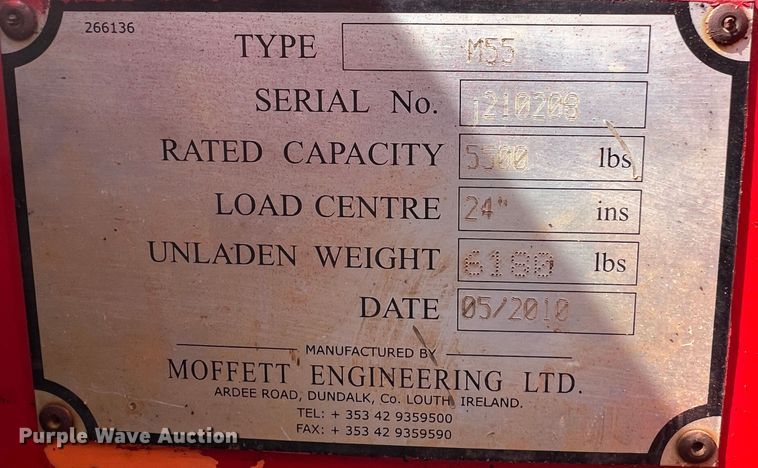 266136
TYPE M55
SERIAL No. 210208
RATED CAPACITY 5500 lbs
LOAD CENTRE 24" ins
UNLADEN WEIGHT 6180 lbs
DATE 05/2010
MANUFACTURED BY
MOFFETT ENGINEERING LTD.
ARDEE ROAD, DUNDALK, Co. LOUTH, IRELAND.
TEL: + 353 42 9359500
FAX: + 353 42 9359590
Purple Wave Auction